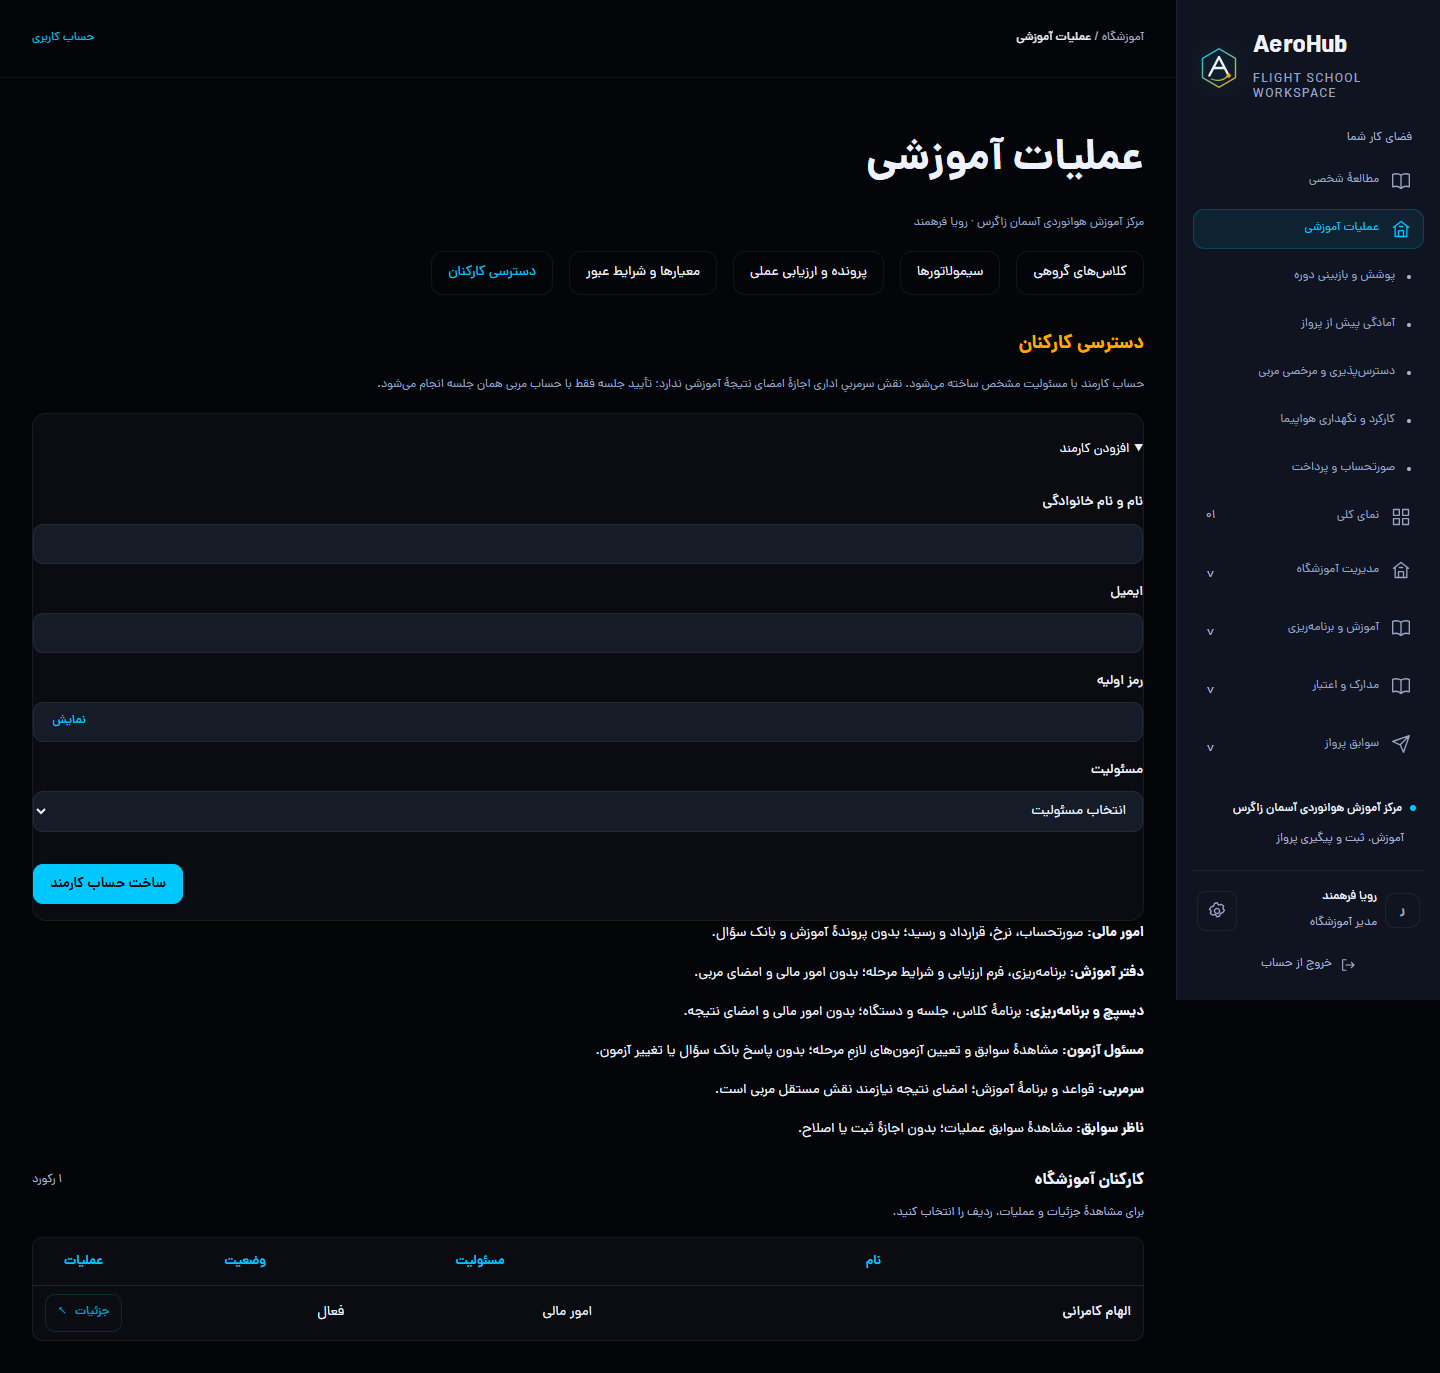 AeroHub
FLIGHT SCHOOL
WORKSPACE
فضای کار شما
مطالعهٔ شخصی
عملیات آموزشی
پوشش و بازبینی دوره
آمادگی پیش از پرواز
دسترس‌پذیری و مرخصی مربی
کارکرد و نگهداری هواپیما
صورتحساب و پرداخت
نمای کلی
۰۱
مدیریت آموزشگاه
آموزش و برنامه‌ریزی
مدارک و اعتبار
سوابق پرواز
مرکز آموزش هوانوردی آسمان زاگرس
آموزش، ثبت و پیگیری پرواز
ر
رویا فرهمند
مدیر آموزشگاه
خروج از حساب
آموزشگاه / عملیات آموزشی
حساب کاربری
عملیات آموزشی
مرکز آموزش هوانوردی آسمان زاگرس · رویا فرهمند
کلاس‌های گروهی
سیمولاتورها
پرونده و ارزیابی عملی
معیارها و شرایط عبور
دسترسی کارکنان
دسترسی کارکنان
حساب کارمند با مسئولیت مشخص ساخته می‌شود. نقش سرمربیِ اداری اجازهٔ امضای نتیجهٔ آموزشی ندارد؛ تأیید جلسه فقط با حساب مربی همان جلسه انجام می‌شود.
▼ افزودن کارمند
نام و نام خانوادگی
ایمیل
رمز اولیه
نمایش
مسئولیت
انتخاب مسئولیت
ساخت حساب کارمند
امور مالی: صورتحساب، نرخ، قرارداد و رسید؛ بدون پروندهٔ آموزش و بانک سؤال.
دفتر آموزش: برنامه‌ریزی، فرم ارزیابی و شرایط مرحله؛ بدون امور مالی و امضای مربی.
دیسپچ و برنامه‌ریزی: برنامهٔ کلاس، جلسه و دستگاه؛ بدون امور مالی و امضای نتیجه.
مسئول آزمون: مشاهدهٔ سوابق و تعیین آزمون‌های لازم مرحله؛ بدون پاسخ بانک سؤال یا تغییر آزمون.
سرمربی: قواعد و برنامهٔ آموزش؛ امضای نتیجه نیازمند نقش مستقل مربی است.
ناظر سوابق: مشاهدهٔ سوابق عملیات؛ بدون اجازهٔ ثبت یا اصلاح.
کارکنان آموزشگاه
۱ رکورد
برای مشاهدهٔ جزئیات و عملیات، ردیف را انتخاب کنید.
نام
مسئولیت
وضعیت
عملیات
الهام کامرانی
امور مالی
فعال
جزئیات ↖